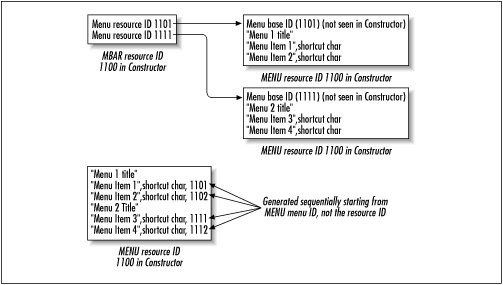 Menu resource ID 1101
Menu resource ID 1111
MBAR resource ID
1100 in Constructor
Menu base ID (1101) (not seen in Constructor)
"Menu 1 title"
"Menu Item 1",shortcut char
"Menu Item 2",shortcut char
MENU resource ID 1100 in Constructor
Menu base ID (1111) (not seen in Constructor)
"Menu 2 title"
"Menu Item 3",shortcut char
"Menu Item 4",shortcut char
MENU resource ID 1100 in Constructor
"Menu 1 title"
"Menu Item 1",shortcut char, 1101
"Menu Item 2",shortcut char, 1102
"Menu 2 Title"
"Menu Item 3",shortcut char, 1111
"Menu Item 4",shortcut char, 1112
MENU resource ID
1100 in Constructor
Generated sequentially starting from
MENU menu ID, not the resource ID